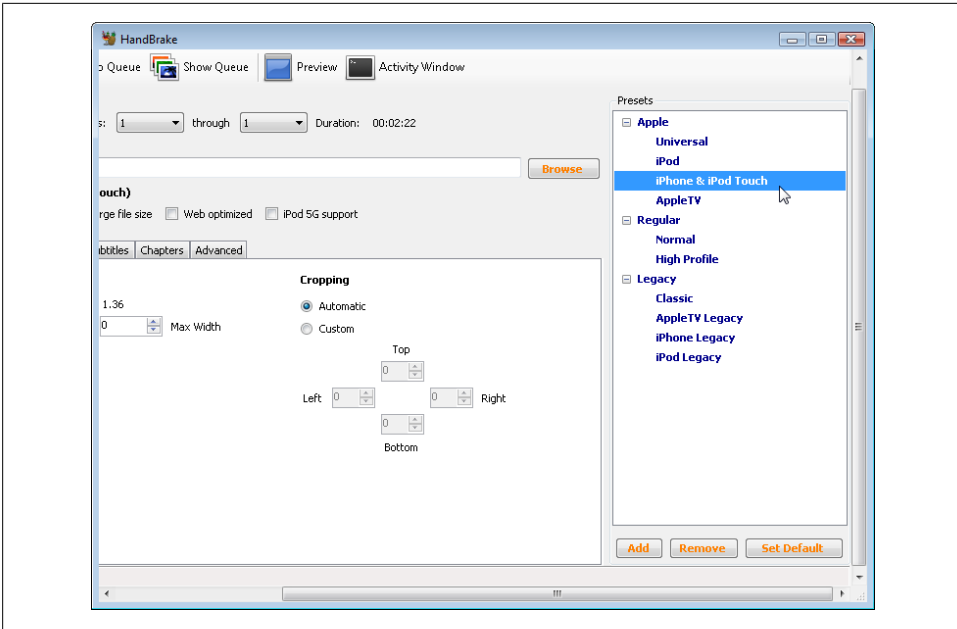 HandBrake
Queue Show Queue Preview Activity Window
Presets
s: 1 through 1 Duration: 00:02:22
Browse
ouch)
rge file size Web optimized iPod 5G support
btitles Chapters Advanced
Cropping
1.36 Automatic
0 Max Width Custom
Top
0
Left 0 0 Right
0
Bottom
Apple
Universal
iPod
iPhone & iPod Touch
AppleTV
Regular
Normal
High Profile
Legacy
Classic
AppleTV Legacy
iPhone Legacy
iPod Legacy
Add Remove Set Default